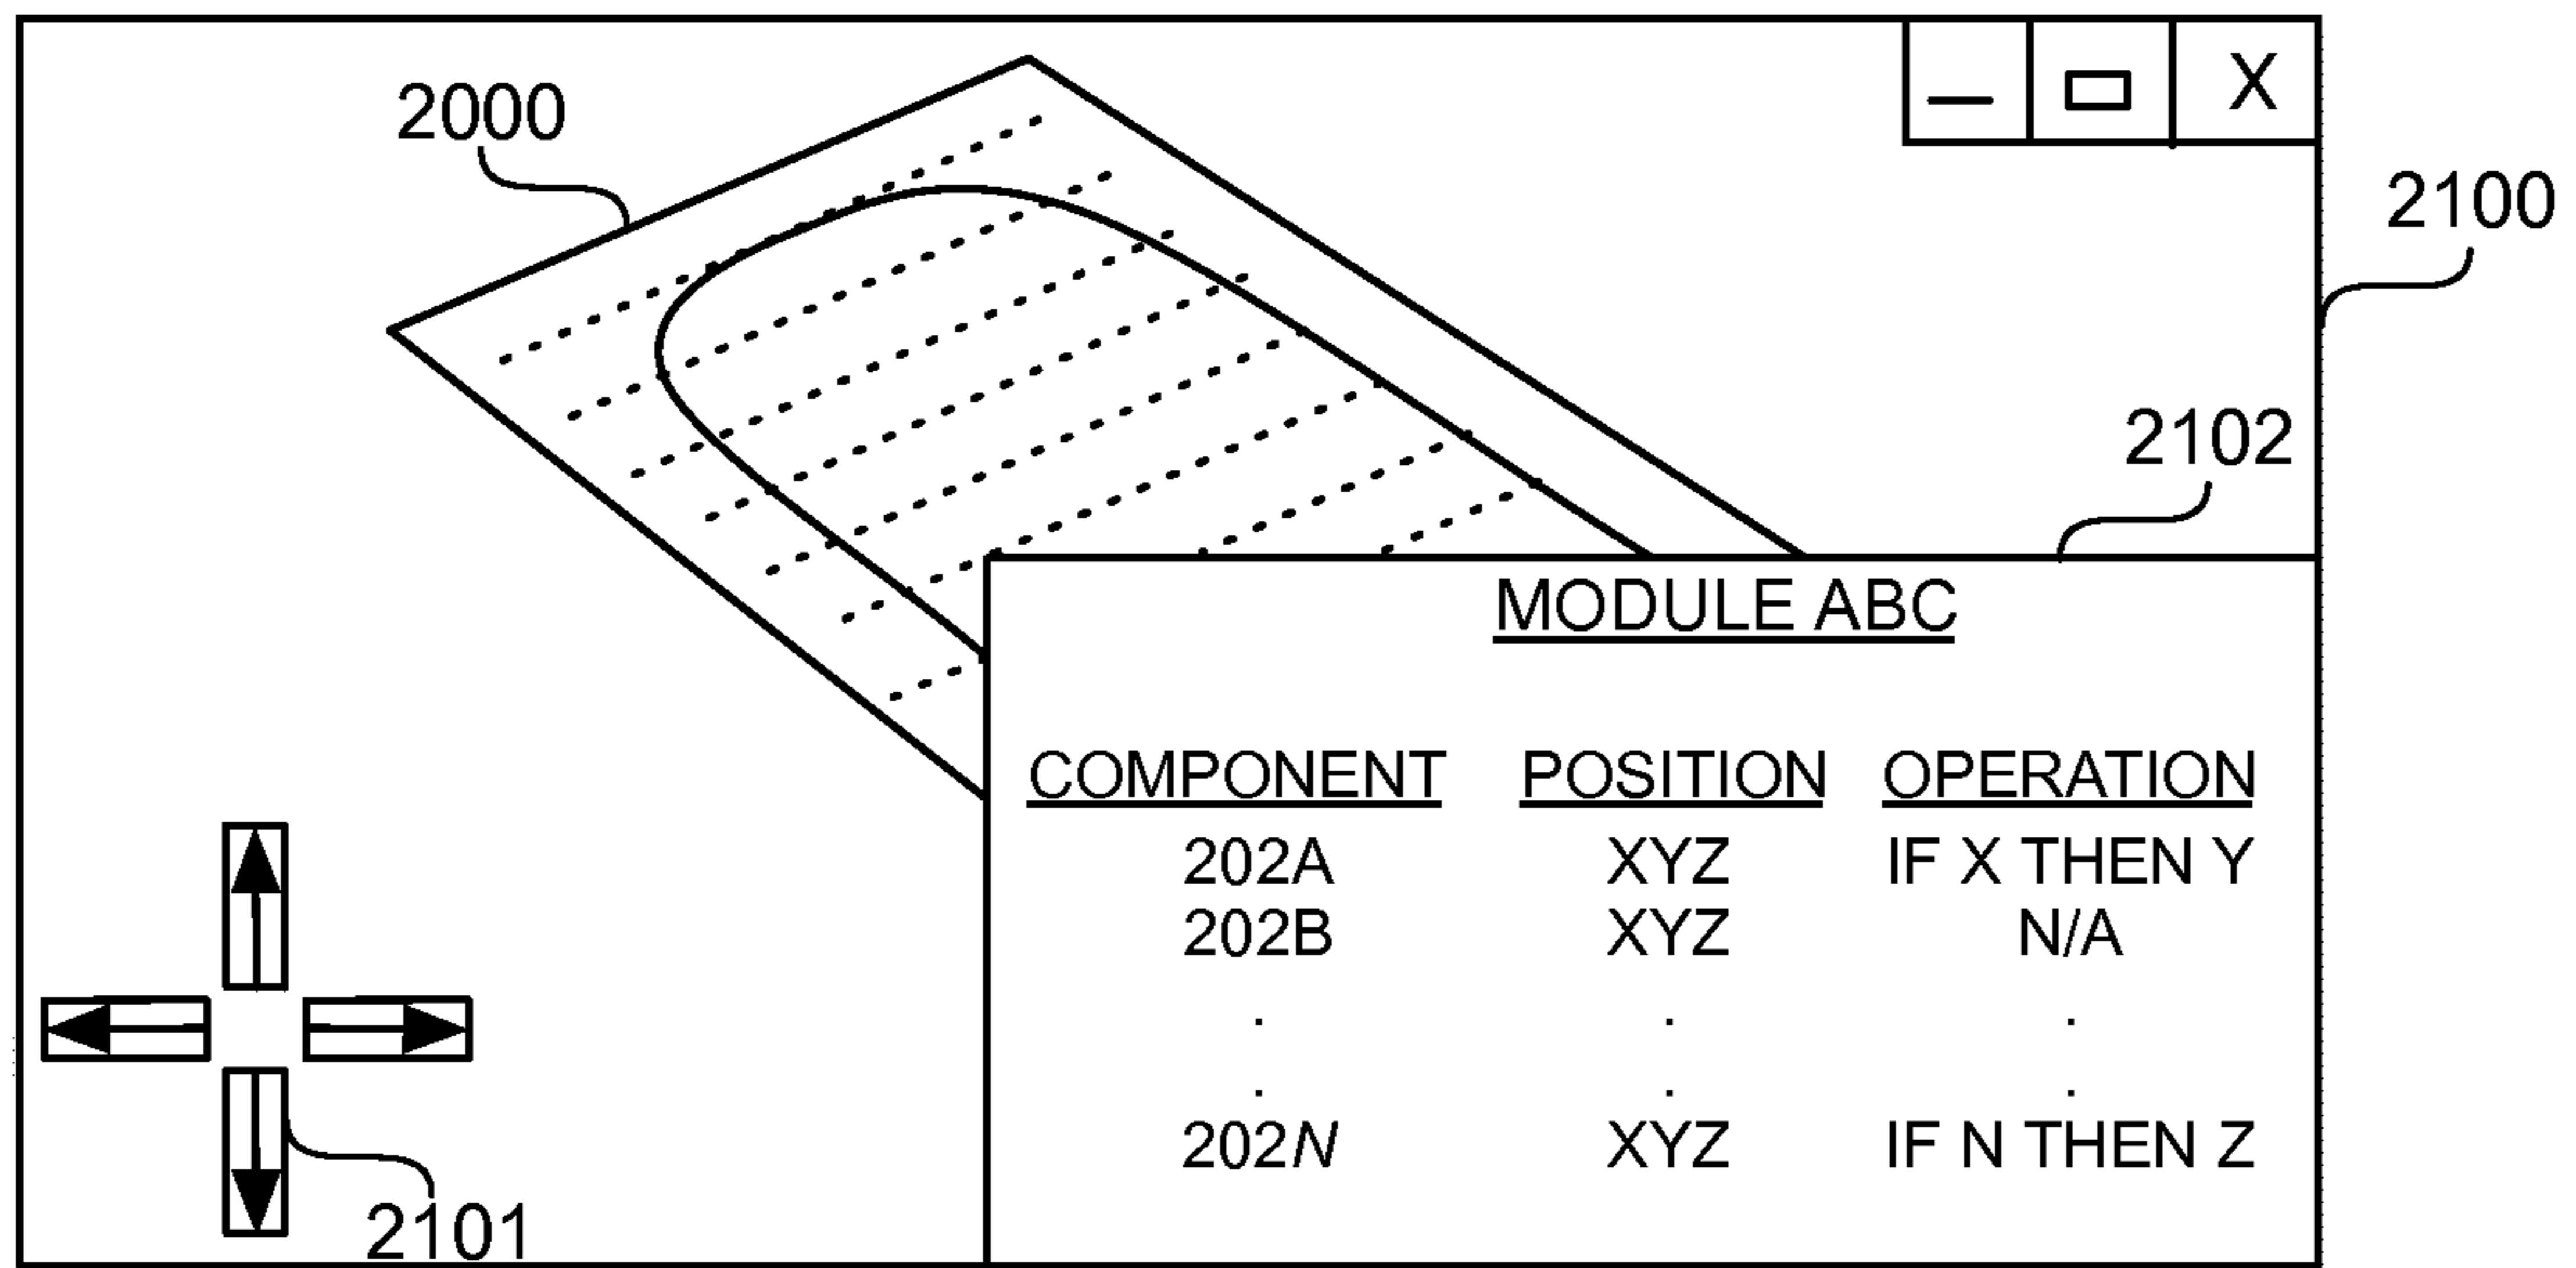 X
2000
2100
2102
MODULE ABC
COMPONENT POSITION OPERATION
202A XYZ IF X THEN Y
202B XYZ N/A
. . .
. . .
202N XYZ IF N THEN Z
2101